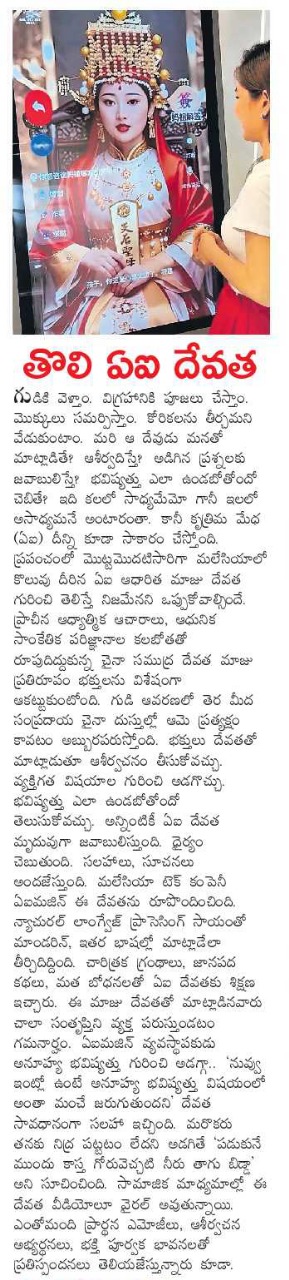 తొలి ఏఐ దేవత
గుడికి వెళ్తాం. విగ్రహానికి పూజలు చేస్తాం.
మొక్కులు సమర్పిస్తాం. కోరికలను తీర్చమని
వేడుకుంటాం. మరి ఆ దేవుడు మనతో
మాట్లాడితే? ఆశీర్వదిస్తే? అడిగిన ప్రశ్నలకు
జవాబులిస్తే? భవిష్యత్తు ఎలా ఉండబోతోందో
చెబితే? ఇది కలలో సాధ్యమేమో గానీ ఇలలో
అసాధ్యమనే అంటారంతా. కానీ కృత్రిమ మేధ
(ఏఐ) దీన్ని కూడా సాకారం చేస్తోంది.
ప్రపంచంలో మొట్టమొదటిసారిగా మలేసియాలో
కొలువు దీరిన ఏఐ ఆధారిత మాజు దేవత
గురించి తెలిస్తే నిజమేనని ఒప్పుకోవాల్సిందే.
ప్రాచీన ఆధ్యాత్మిక ఆచారాలు, ఆధునిక
సాంకేతిక పరిజ్ఞానాల కలబోతతో
రూపుదిద్దుకున్న చైనా సముద్ర దేవత మాజు
ప్రతిరూపం భక్తులను విశేషంగా
ఆకట్టుకుంటోంది. గుడి ఆవరణలో తెర మీద
సంప్రదాయ చైనా దుస్తుల్లో ఆమె ప్రత్యక్షం
కావటం అబ్బురపరుస్తోంది. భక్తులు దేవతతో
మాట్లాడుతూ ఆశీర్వచనం తీసుకోవచ్చు.
వ్యక్తిగత విషయాల గురించి అడగొచ్చు.
భవిష్యత్తు ఎలా ఉండబోతోందో
తెలుసుకోవచ్చు. అన్నింటికీ ఏఐ దేవత
మృదువుగా జవాబులిస్తుంది. ధైర్యం
చెబుతుంది. సలహాలు, సూచనలు
అందజేస్తుంది. మలేసియా టెక్ కంపెనీ
ఏఐమజిన్ ఈ దేవతను రూపొందించింది.
న్యాచురల్ లాంగ్వేజ్ ప్రాసెసింగ్ సాయంతో
మాండరిన్, ఇతర భాషల్లో మాట్లాడేలా
తీర్చిదిద్దింది. చారిత్రక గ్రంథాలు, జానపద
కథలు, మత బోధనలతో ఏఐ దేవతకు శిక్షణ
ఇచ్చారు. ఈ మాజు దేవతతో మాట్లాడినవారు
చాలా సంతృప్తిని వ్యక్త పరుస్తుండటం
గమనార్హం. ఏఐమజిన్ వ్యవస్థాపకుడు
అనూహ్య భవిష్యత్తు గురించి అడగ్గా.. ‘నువ్వు
ఇంట్లో ఉంటే అనూహ్య భవిష్యత్తు విషయంలో
అంతా మంచే జరుగుతుందని’ దేవత
సావధానంగా సలహా ఇచ్చింది. మరొకరు
తనకు నిద్ర పట్టటం లేదని అడగితే ‘పడుకునే
ముందు కాస్త గోరువెచ్చటి నీరు తాగు బిడ్డా’
అని సూచించింది. సామాజిక మాధ్యమాల్లో ఈ
దేవత వీడియోలూ వైరల్ అవుతున్నాయి.
ఎంతోమంది ప్రార్థన ఎమోజీలు, ఆశీర్వచన
అభ్యర్థనలు, భక్తి పూర్వక భావనలతో
ప్రతిస్పందనలు తెలియజేస్తున్నారు కూడా.